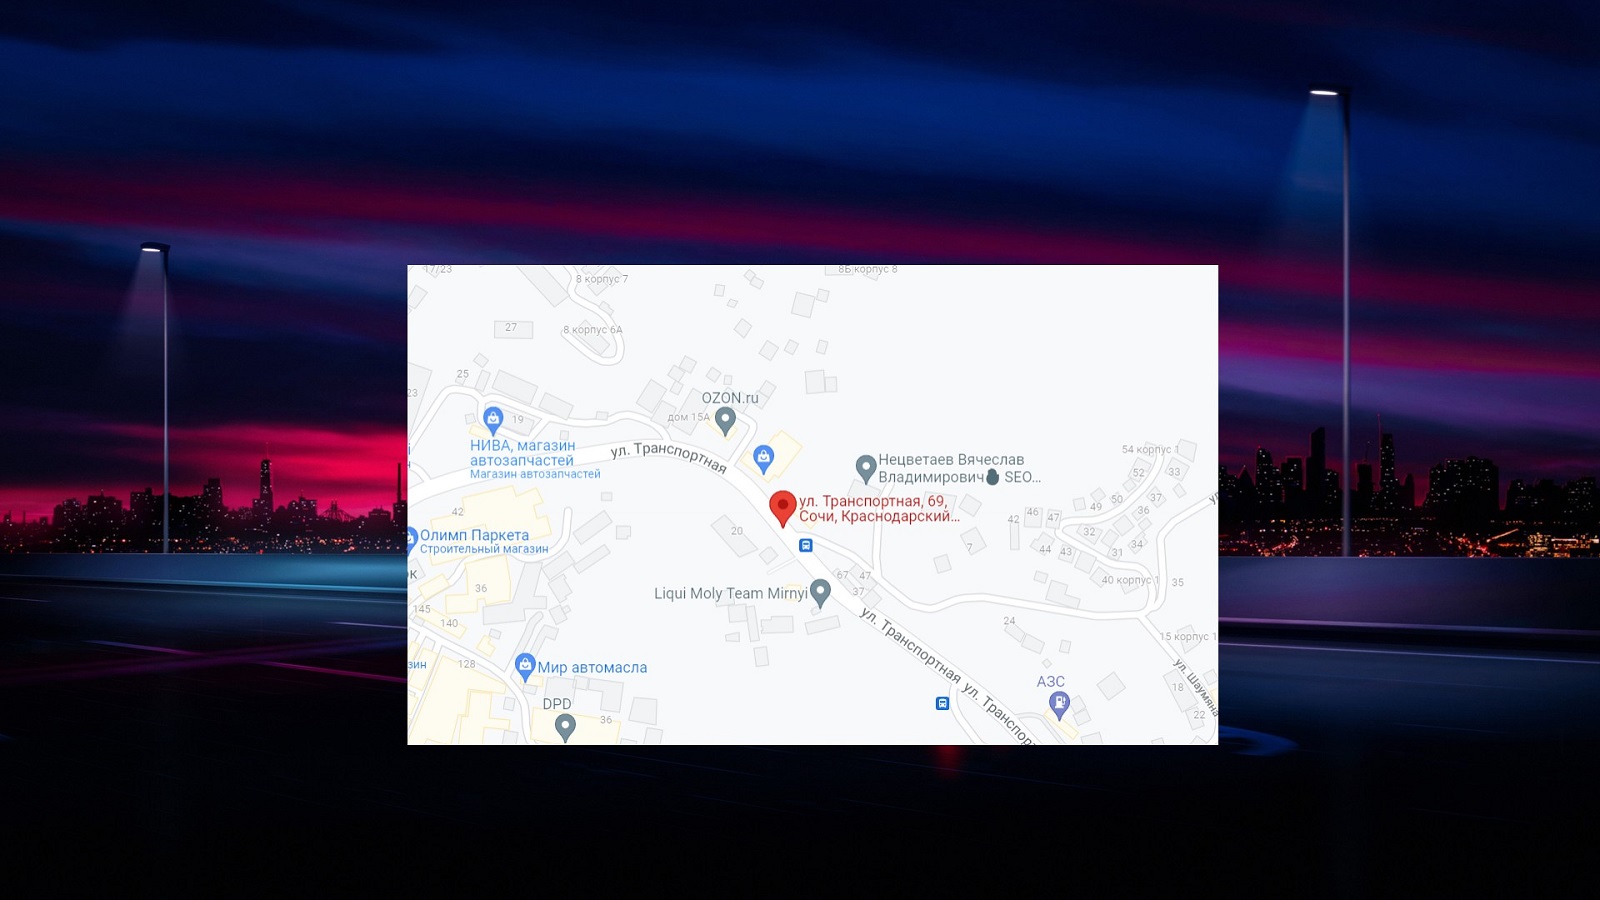 17/23
8 корпус 7
8Б корпус 8
27
8 корпус 6А
25
23
19
OZON.ru
дом 15А
НИВА, магазин
автозапчастей
Магазин автозапчастей
ул. Транспортная
Нецветаев Вячеслав
Владимирович SEO...
54 корпус 1
52
33
50
37
49
36
42
46
47
32
34
44
43
31
ул. Транспортная, 69,
Сочи, Краснодарский...
42
20
7
Олимп Паркета
Строительный магазин
ок
67
47
37
40 корпус 1
35
36
Liqui Moly Team Mirnyi
145
140
ул. Транспортная
24
15 корпус 1
зин
128
Мир автомасла
ул. Шаумяна
АЗС
18
22
DPD
36
ул. Транспорт